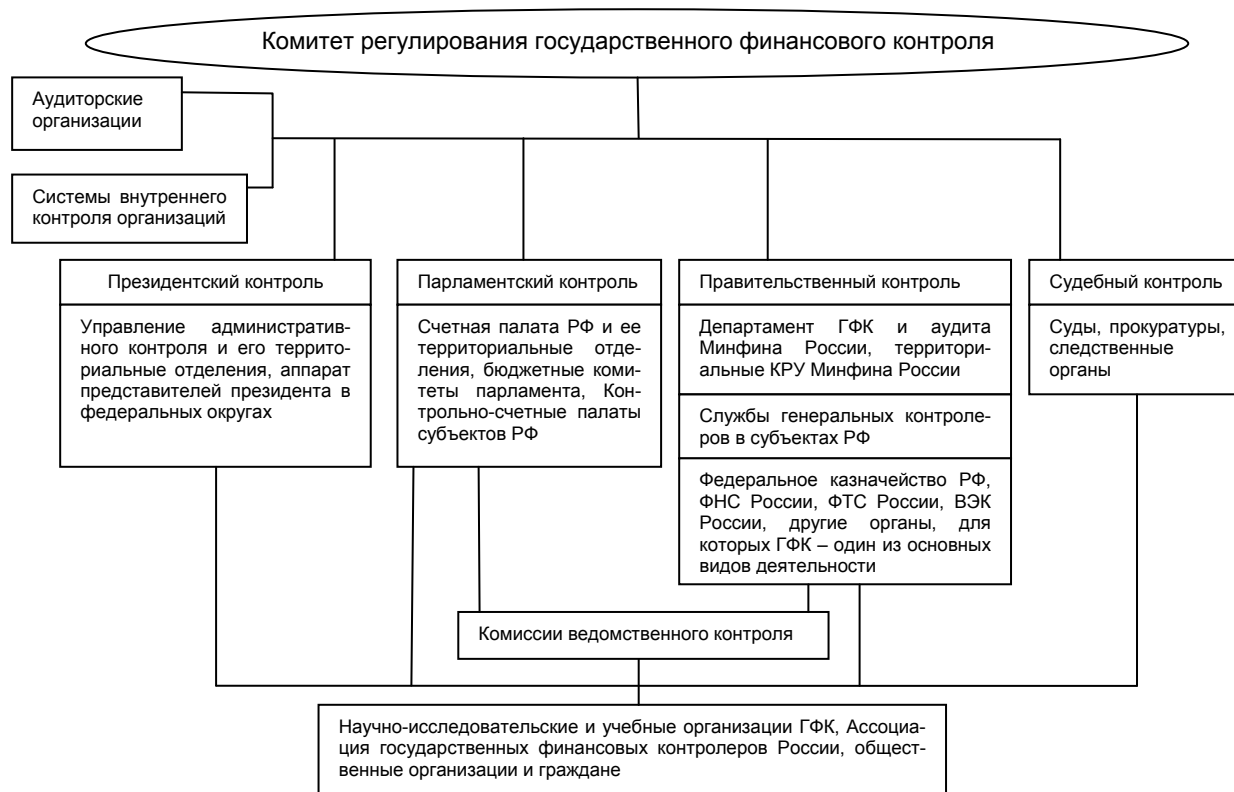 Комитет регулирования государственного финансового контроля
Аудиторские
организации
Системы внутреннего
контроля организаций
Президентский контроль
Управление административ-
ного контроля и его террито-
риальные отделения, аппарат
представителей президента в
федеральных округах
Парламентский контроль
Счетная палата РФ и ее
территориальные отде-
ления, бюджетные коми-
теты парламента, Кон-
трольно-счетные палаты
субъектов РФ
Правительственный контроль
Департамент ГФК и аудита
Минфина России, территори-
альные КРУ Минфина России
Службы генеральных контроле-
ров в субъектах РФ
Федеральное казначейство РФ,
ФНС России, ФТС России, ВЭК
России, другие органы, для
которых ГФК – один из основных
видов деятельности
Судебный контроль
Суды, прокуратуры,
следственные
органы
Комиссии ведомственного контроля
Научно-исследовательские и учебные организации ГФК, Ассоциа-
ция государственных финансовых контролеров России, общест-
венные организации и граждане